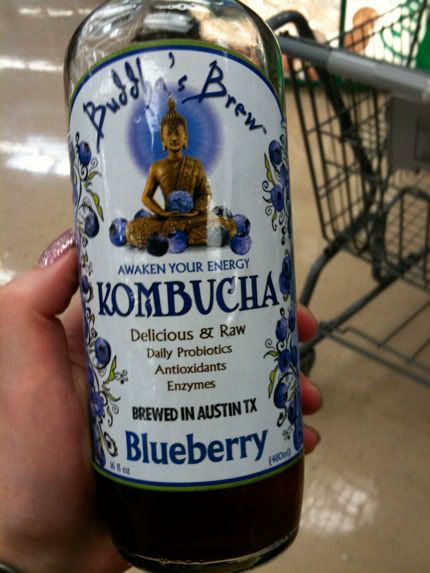 Buddha's Brew
AWAKEN YOUR ENERGY
KOMBUCHA
Delicious & Raw
Daily Probiotics
Antioxidants
Enzymes
BREWED IN AUSTIN TX
Blueberry
16 fl oz (480ml)